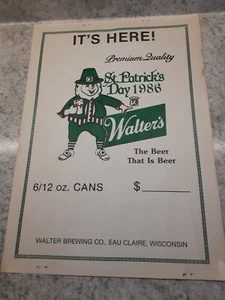 IT'S HERE!
Premium Quality
St. Patrick's
Day 1986
Walter's
The Beer
That Is Beer
6/12 oz. CANS $
WALTER BREWING CO., EAU CLAIRE, WISCONSIN